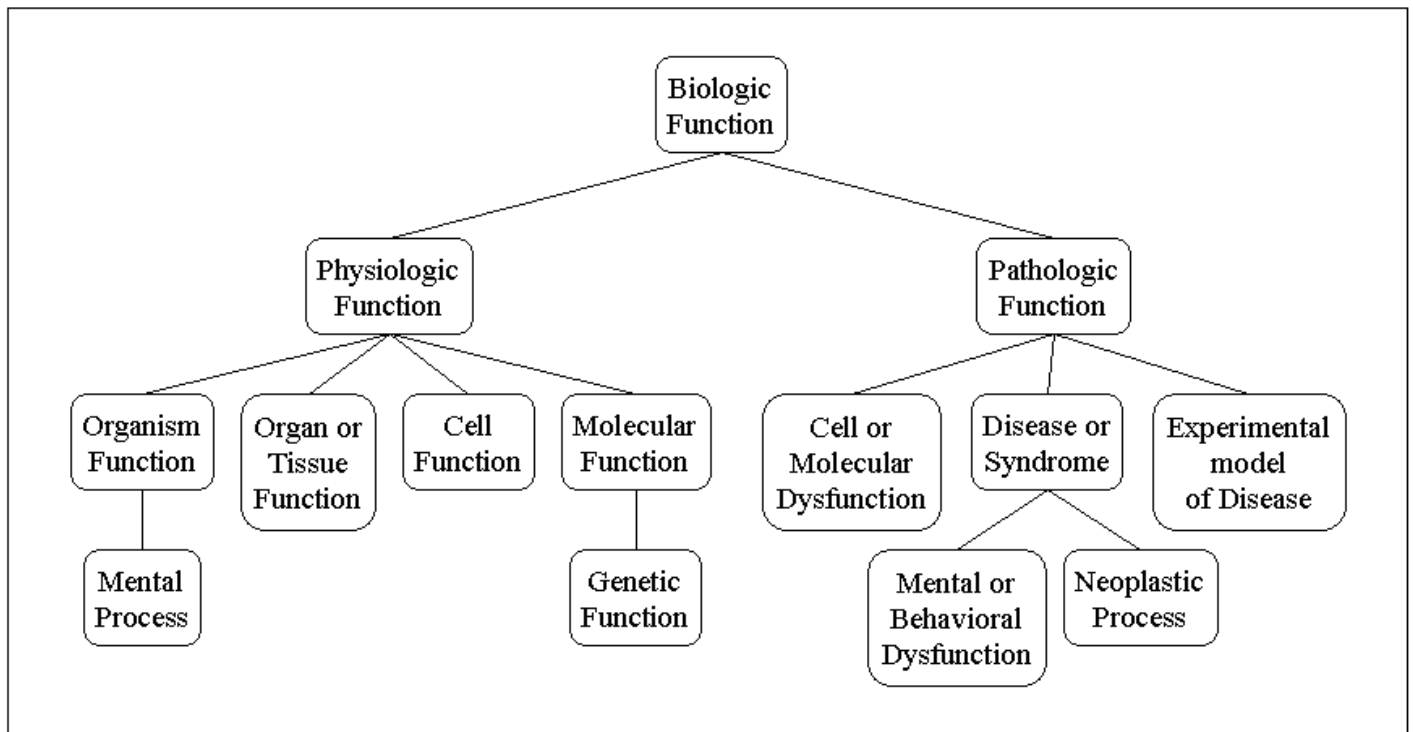 Biologic
Function
Physiologic
Function
Pathologic
Function
Organism
Function
Organ or
Tissue
Function
Cell
Function
Molecular
Function
Cell or
Molecular
Dysfunction
Disease or
Syndrome
Experimental
model
of Disease
Mental
Process
Genetic
Function
Mental or
Behavioral
Dysfunction
Neoplastic
Process